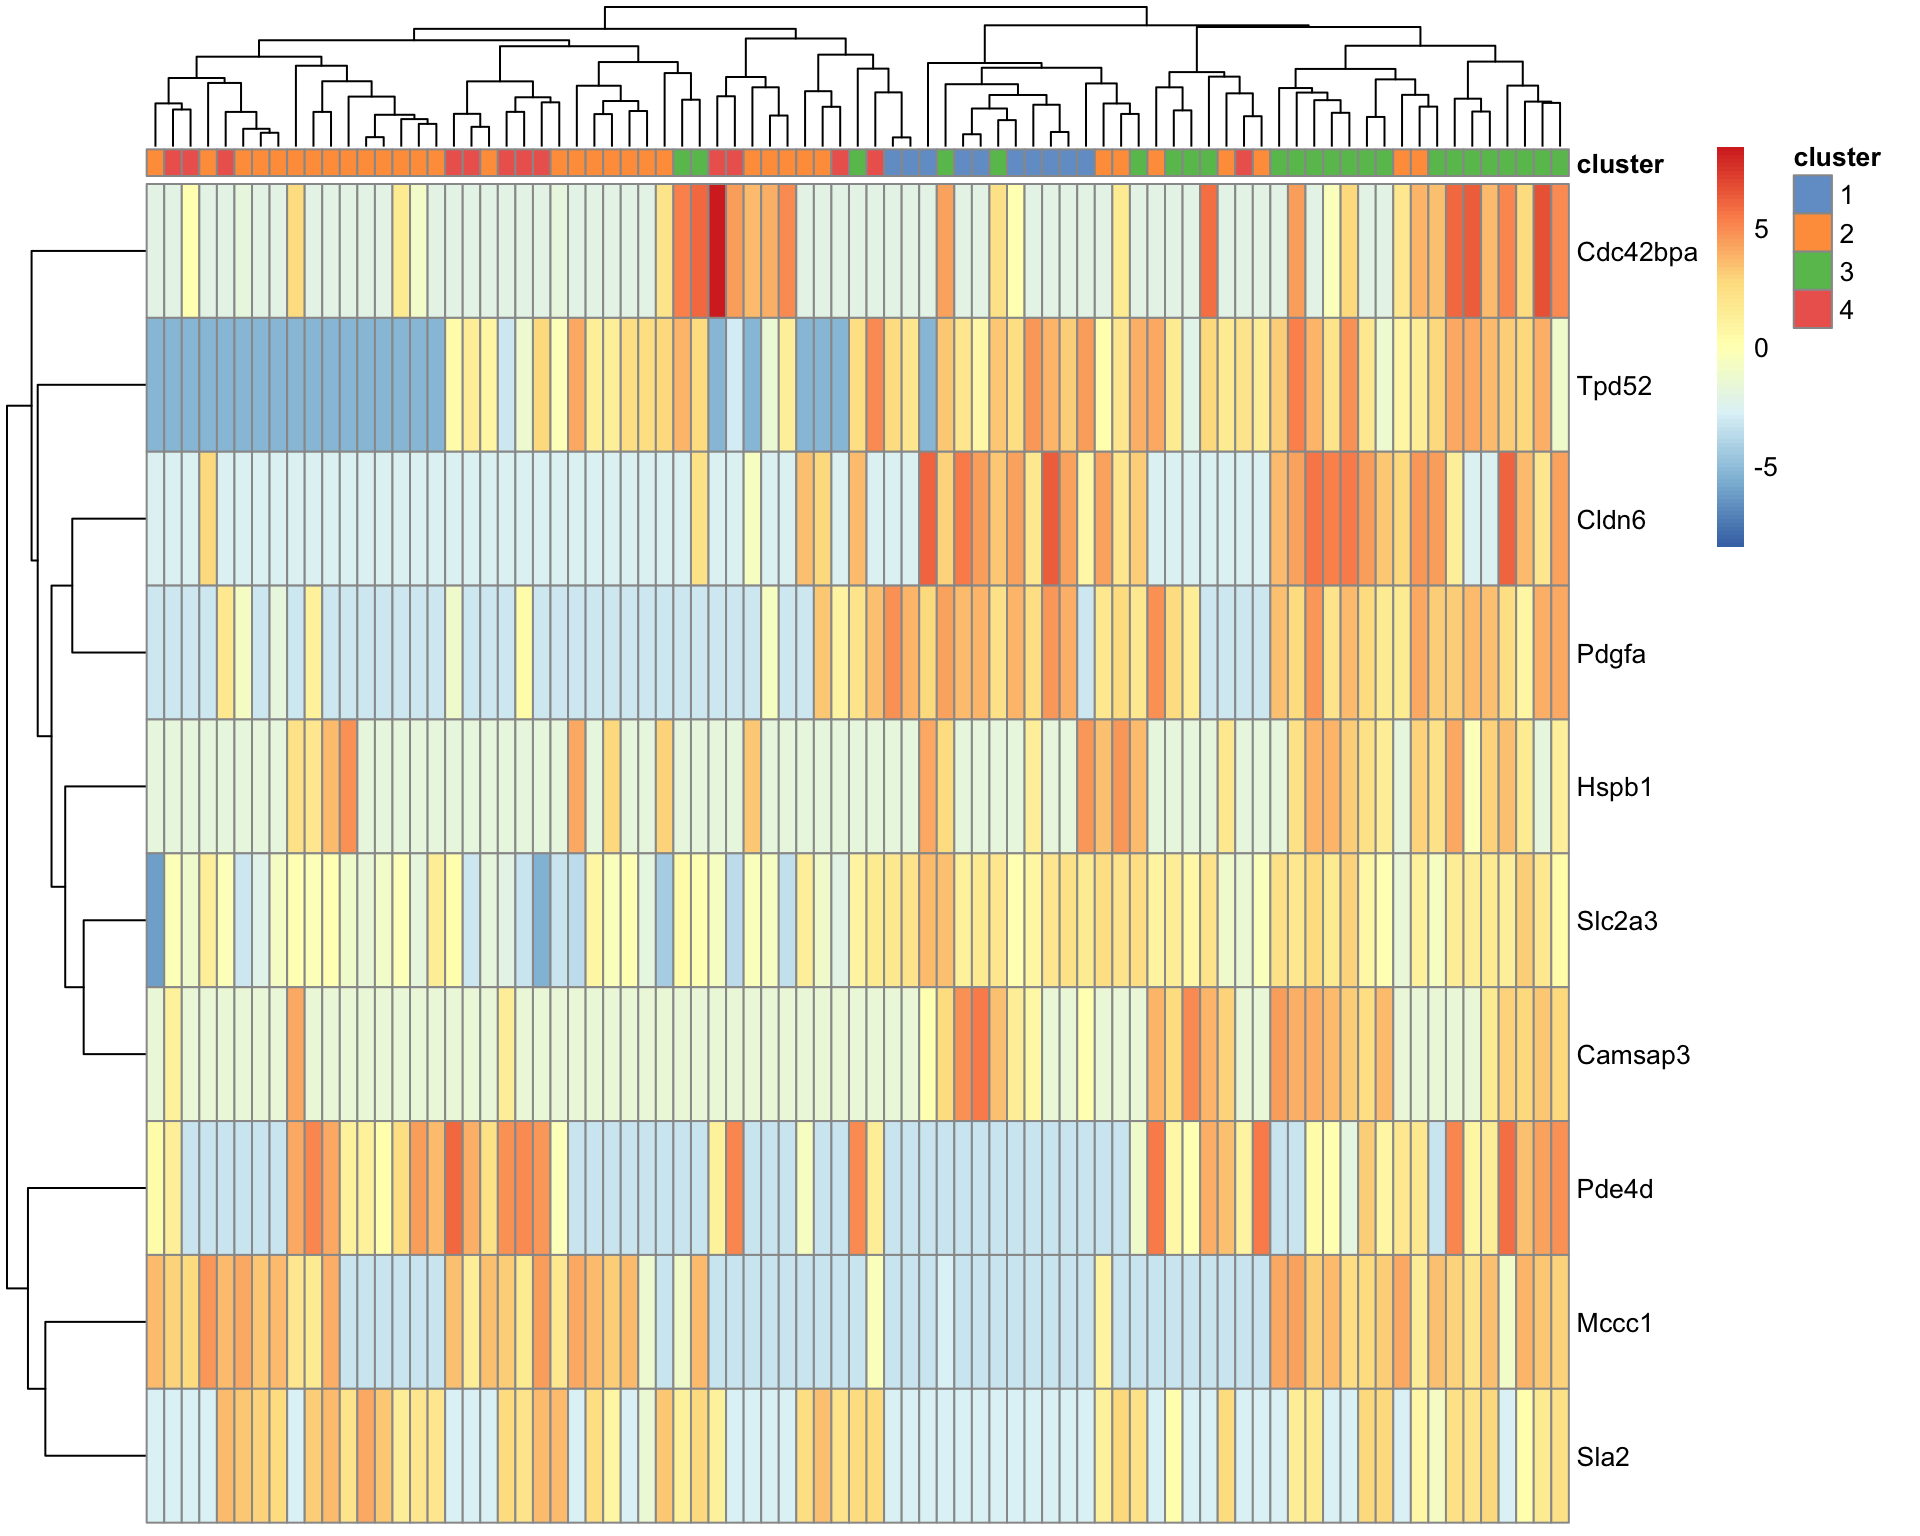 cluster
Cdc42bpa
Tpd52
Cldn6
Pdgfa
Hspb1
Slc2a3
Camsap3
Pde4d
Mccc1
Sla2
5
0
-5
cluster
1
2
3
4